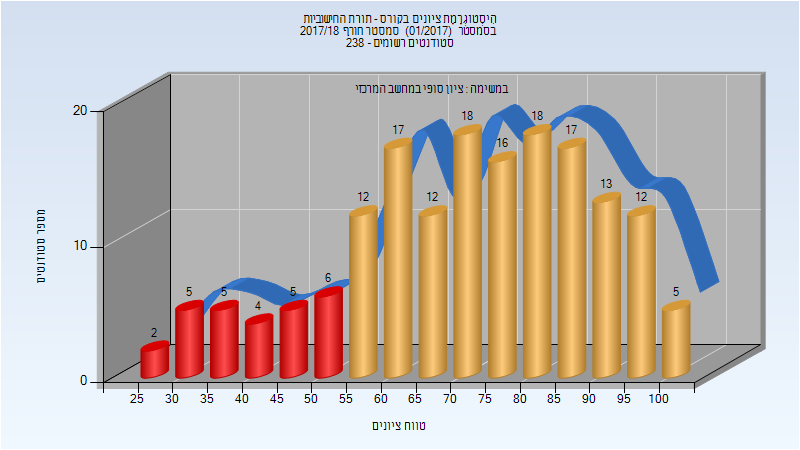 היסטוגרמת ציונים בקורס - תורת החישוביות
בסמסטר (01/2017) סמסטר חורף 2017/18
סטודנטים רשומים - 238
במשימה : ציון סופי במחשב המרכזי
מספר סטודנטים
20
10
0
2
5
5
4
5
6
12
17
12
18
16
18
17
13
12
5
25 30 35 40 45 50 55 60 65 70 75 80 85 90 95 100
טווח ציונים